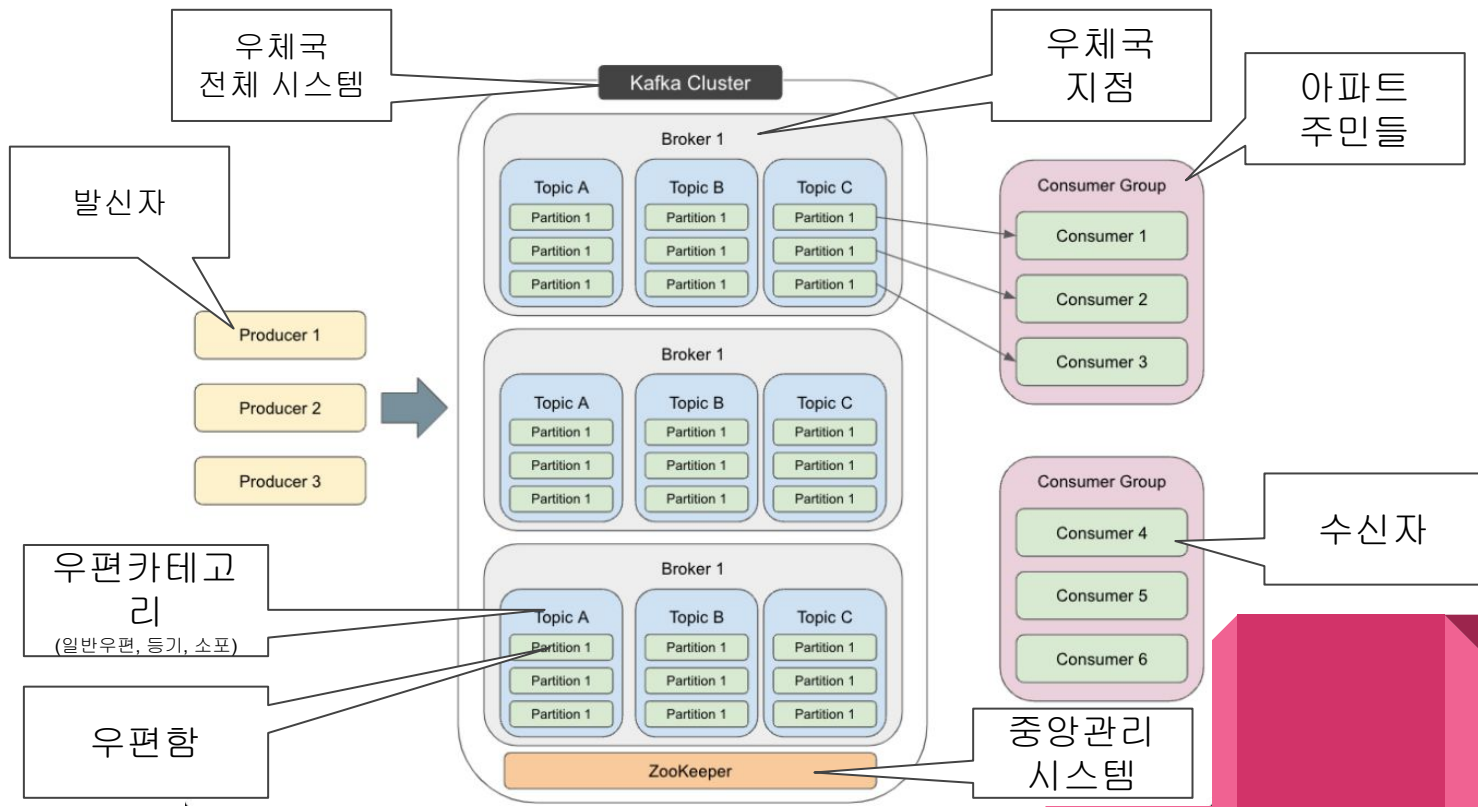 우체국
전체 시스템
Kafka Cluster
우체국
지점
아파트
주민들
발신자
Producer 1
Producer 2
Producer 3
Broker 1
Topic A
Partition 1
Partition 1
Partition 1
Topic B
Partition 1
Partition 1
Partition 1
Topic C
Partition 1
Partition 1
Partition 1
Broker 1
Topic A
Partition 1
Partition 1
Partition 1
Topic B
Partition 1
Partition 1
Partition 1
Topic C
Partition 1
Partition 1
Partition 1
Broker 1
Topic A
Partition 1
Partition 1
Partition 1
Topic B
Partition 1
Partition 1
Partition 1
Topic C
Partition 1
Partition 1
Partition 1
ZooKeeper
Consumer Group
Consumer 1
Consumer 2
Consumer 3
Consumer Group
Consumer 4
Consumer 5
Consumer 6
수신자
우편카테고
리
(일반우편, 등기, 소포)
우편함
중앙관리
시스템